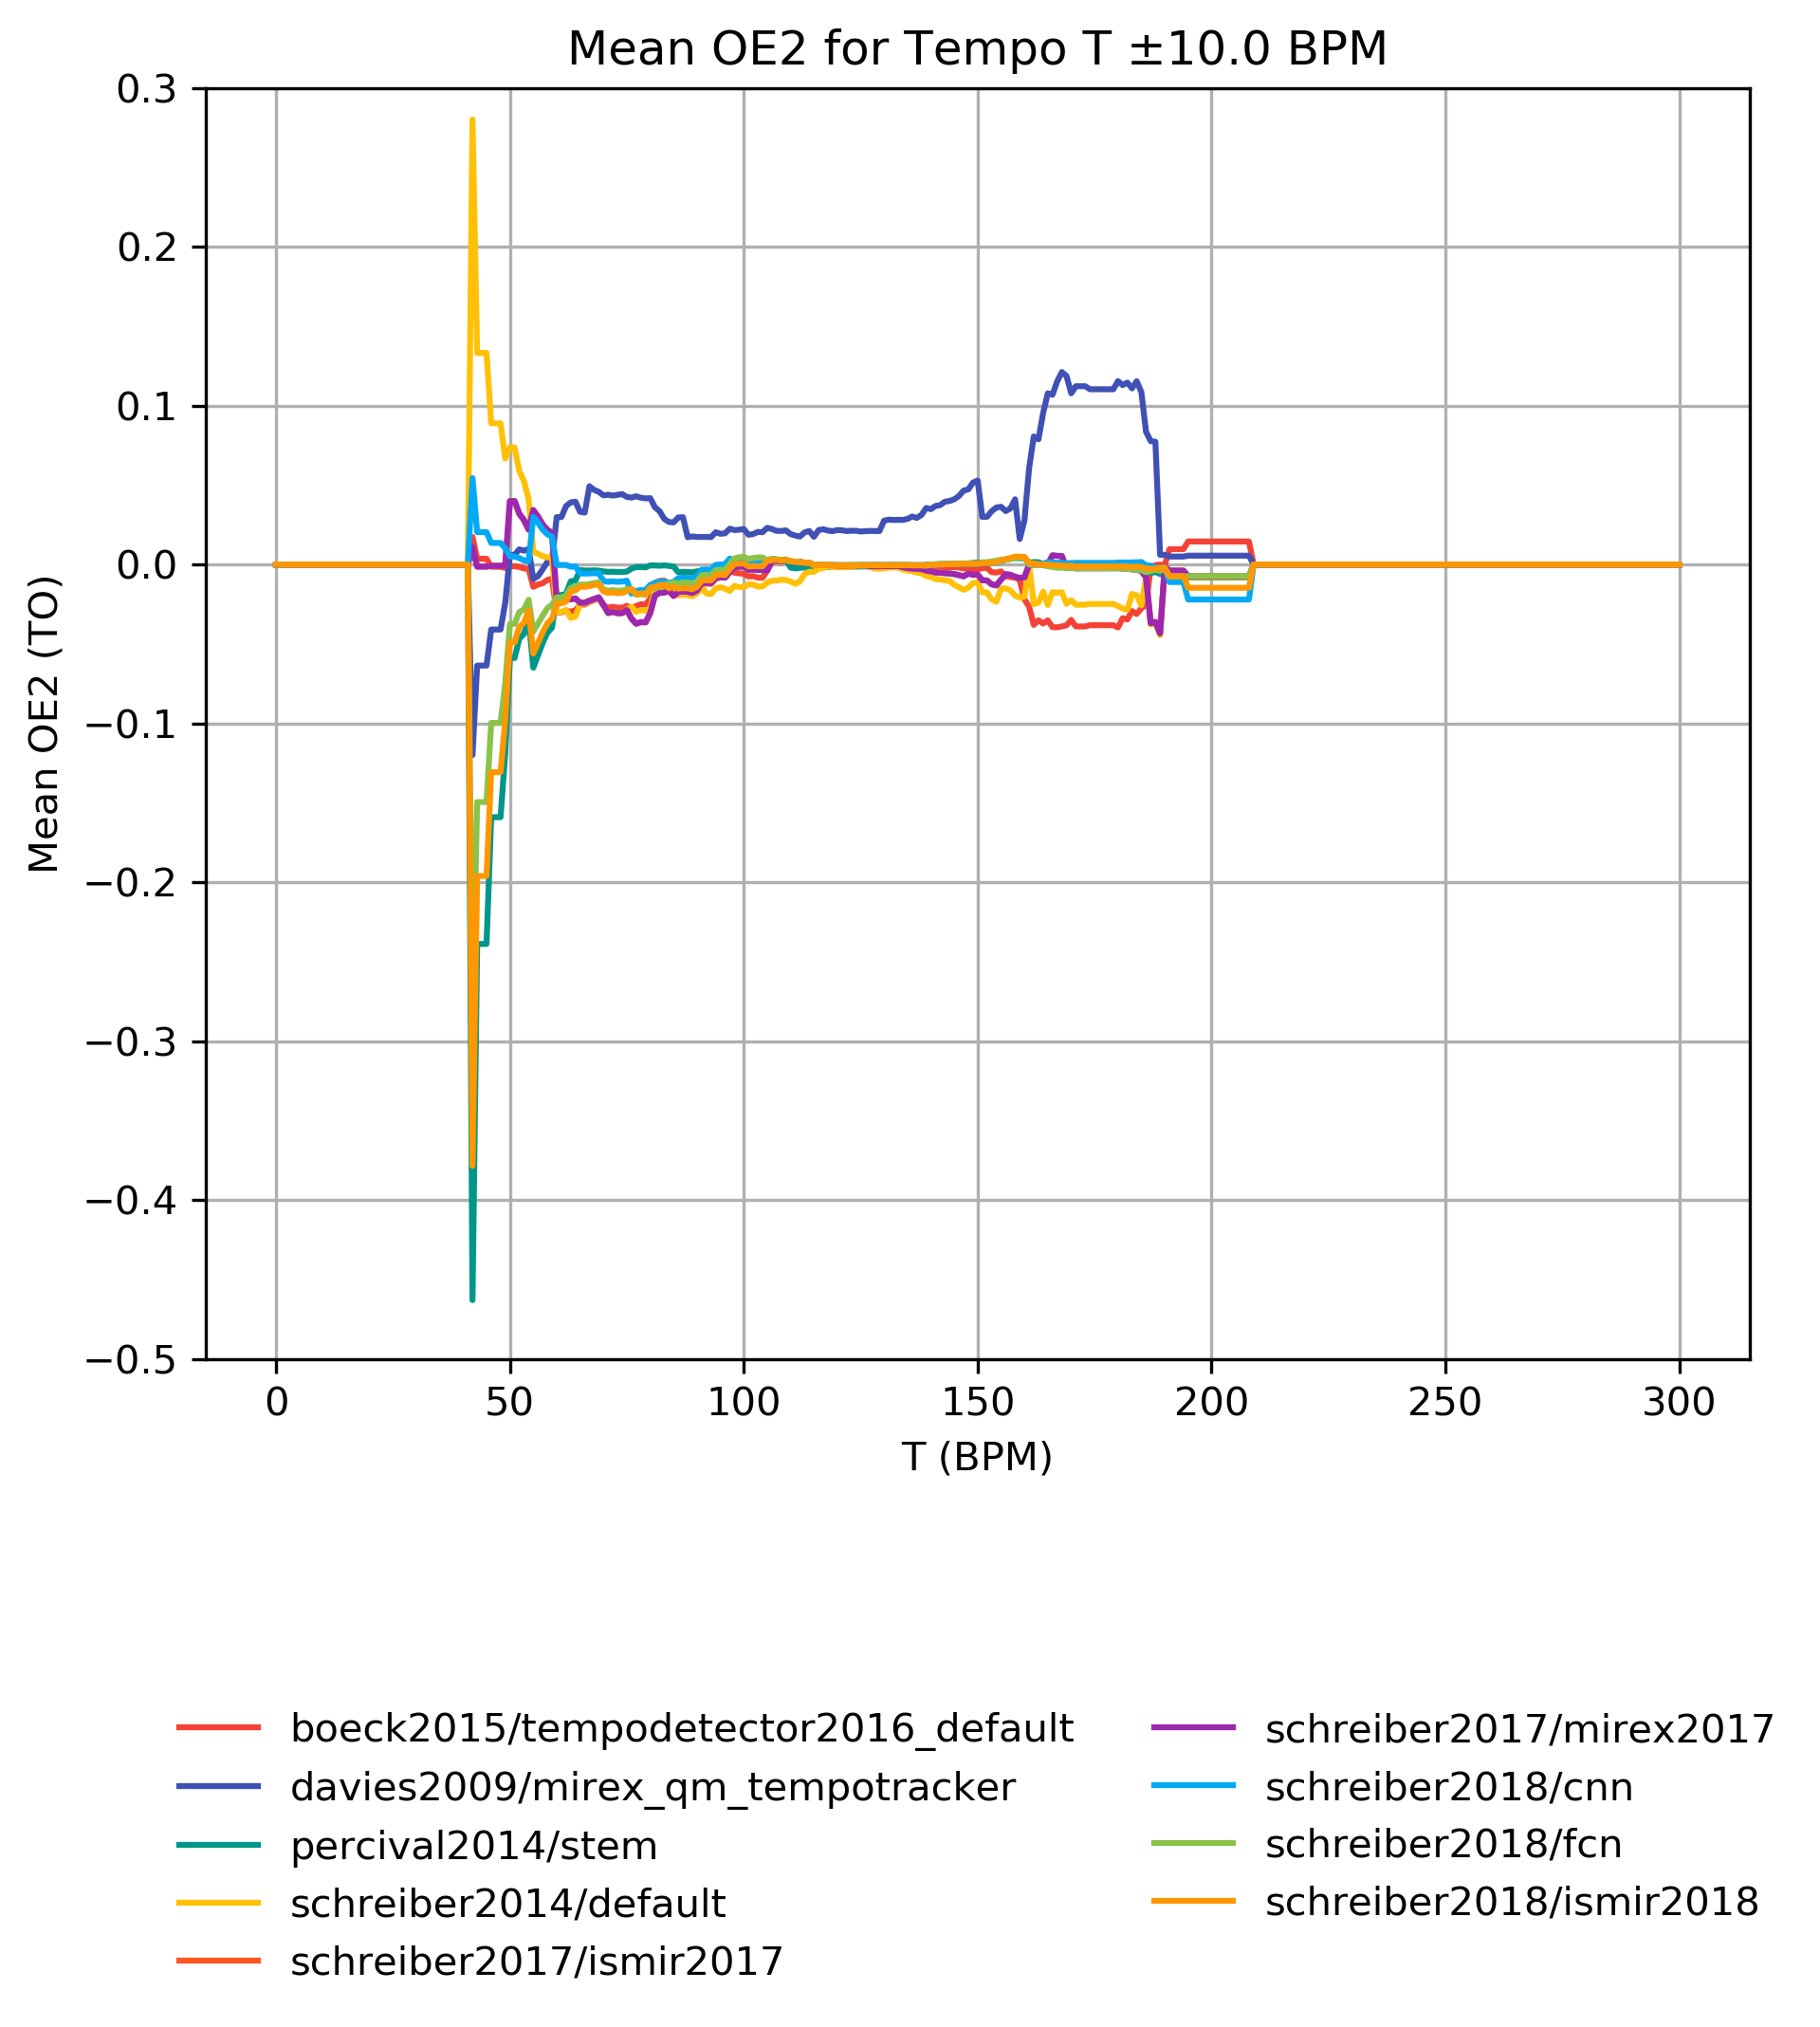 Mean OE2 for Tempo T ±10.0 BPM
0.3
0.2
0.1
0.0
−0.1
−0.2
−0.3
−0.4
−0.5
Mean OE2 (TO)
0 50 100 150 200 250 300
T (BPM)
boeck2015/tempodetector2016_default
davies2009/mirex_qm_tempotracker
percival2014/stem
schreiber2014/default
schreiber2017/ismir2017
schreiber2017/mirex2017
schreiber2018/cnn
schreiber2018/fcn
schreiber2018/ismir2018